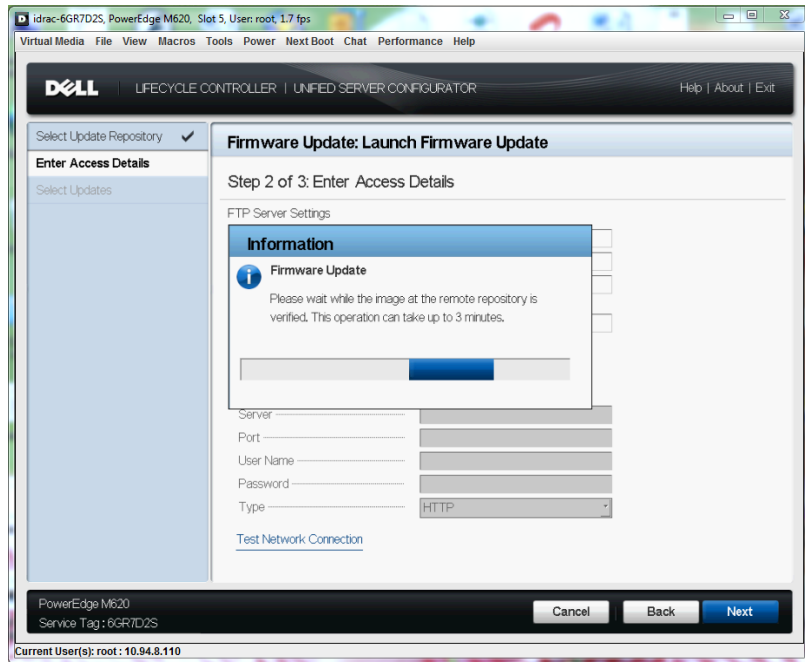 idrac-6GR7D2S, PowerEdge M620, Slot 5, User: root, 1.7 fps
Virtual Media File View Macros Tools Power Next Boot Chat Performance Help
DELL LIFECYCLE CONTROLLER | UNIFIED SERVER CONFIGURATOR Help | About | Exit
Select Update Repository
Enter Access Details
Select Updates
Firmware Update: Launch Firmware Update
Step 2 of 3: Enter Access Details
FTP Server Settings
Information
Firmware Update
Please wait while the image at the remote repository is
verified. This operation can take up to 3 minutes.
Server
Port
User Name
Password
Type HTTP
Test Network Connection
PowerEdge M620
Service Tag : 6GR7D2S
Cancel Back Next
Current User(s): root : 10.94.8.110